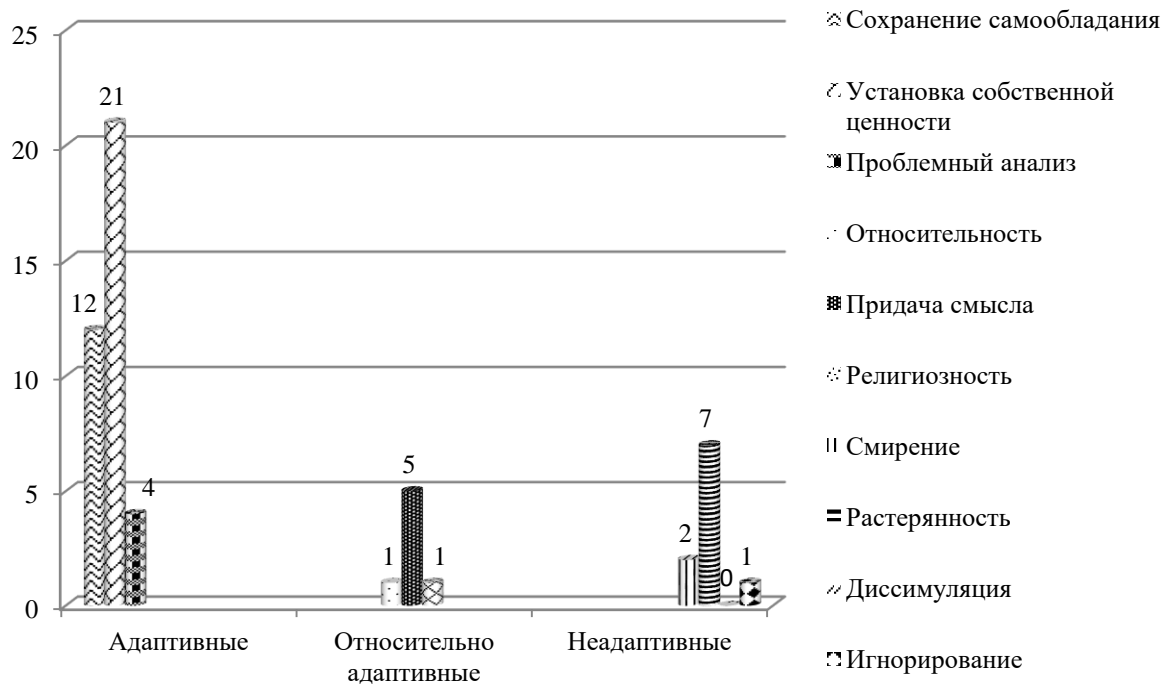 25
20
15
10
5
0
12
21
4
1
5
1
2
7
0
1
Адаптивные
Относительно
адаптивные
Неадаптивные
Сохранение самообладания
Установка собственной
ценности
Проблемный анализ
Относительность
Придача смысла
Религиозность
Смирение
Растерянность
Диссимуляция
Игнорирование